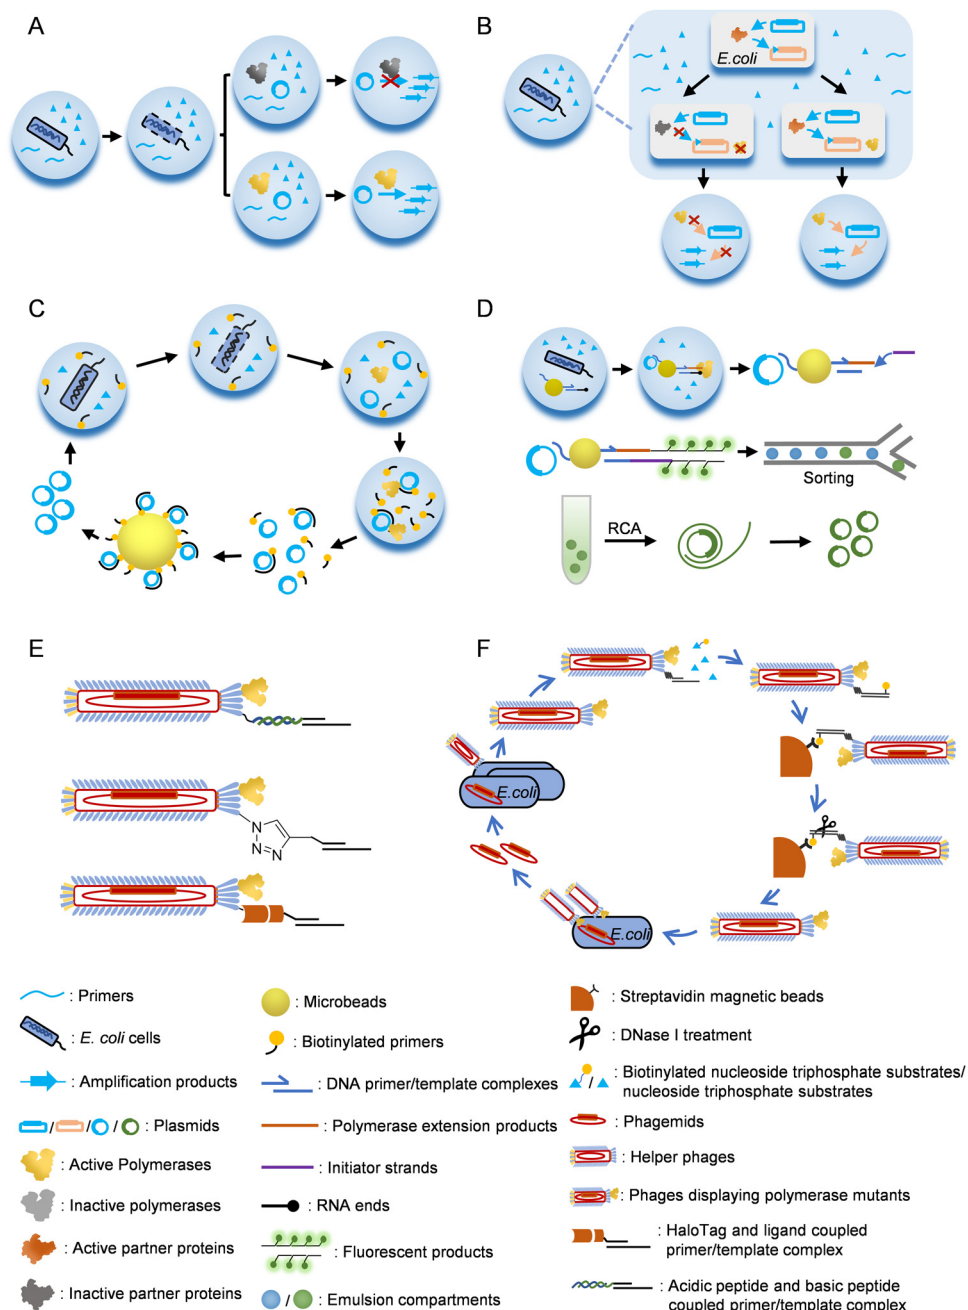 A
B
E.coli
C
D
Sorting
RCA
E
F
N
N
N
E.coli
E.coli
: Primers
: E. coli cells
: Amplification products
/ / / : Plasmids
: Active Polymerases
: Inactive polymerases
: Active partner proteins
: Inactive partner proteins
: Microbeads
: Biotinylated primers
: DNA primer/template complexes
: Polymerase extension products
: Initiator strands
: RNA ends
: Fluorescent products
/ : Emulsion compartments
: Streptavidin magnetic beads
: DNase I treatment
/ : Biotinylated nucleoside triphosphate substrates/
nucleoside triphosphate substrates
: Phagemids
: Helper phages
: Phages displaying polymerase mutants
: HaloTag and ligand coupled
primer/template complex
: Acidic peptide and basic peptide
coupled primer/template complex